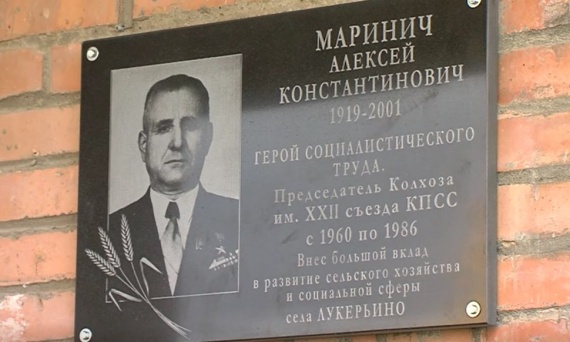 МАРИНИЧ
АЛЕКСЕЙ
КОНСТАНТИНОВИЧ
1919-2001
ГЕРОЙ СОЦИАЛИСТИЧЕСКОГО
ТРУДА.
Председатель Колхоза
им. XXII съезда КПСС
с 1960 по 1986
Внес большой вклад
в развитие сельского хозяйства
и социальной сферы
села ЛУКЕРЬИНО